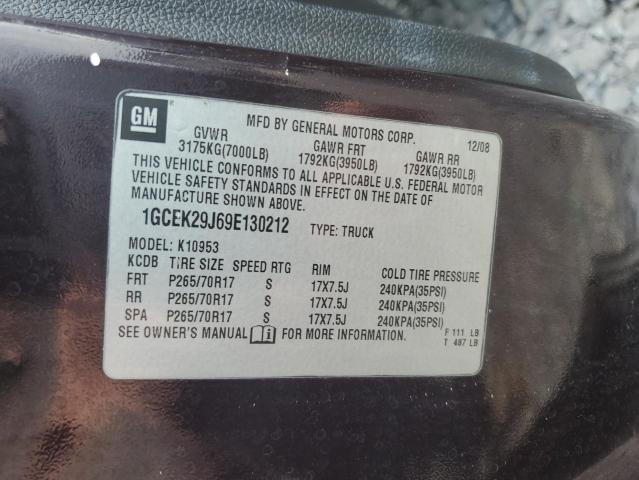 GM
MFD BY GENERAL MOTORS CORP. 12/08
GVWR GAWR FRT GAWR RR
3175KG(7000LB) 1792KG(3950LB) 1792KG(3950LB)
THIS VEHICLE CONFORMS TO ALL APPLICABLE U.S. FEDERAL MOTOR
VEHICLE SAFETY STANDARDS IN EFFECT ON THE DATE OF
MANUFACTURE SHOWN ABOVE.
1GCEK29J69E130212 TYPE: TRUCK
MODEL: K10953
KCDB TIRE SIZE SPEED RTG RIM COLD TIRE PRESSURE
FRT P265/70R17 S 17X7.5J 240KPA(35PSI)
RR P265/70R17 S 17X7.5J 240KPA(35PSI)
SPA P265/70R17 S 17X7.5J 240KPA(35PSI)
SEE OWNER'S MANUAL FOR MORE INFORMATION. F 111 LB
T 487 LB